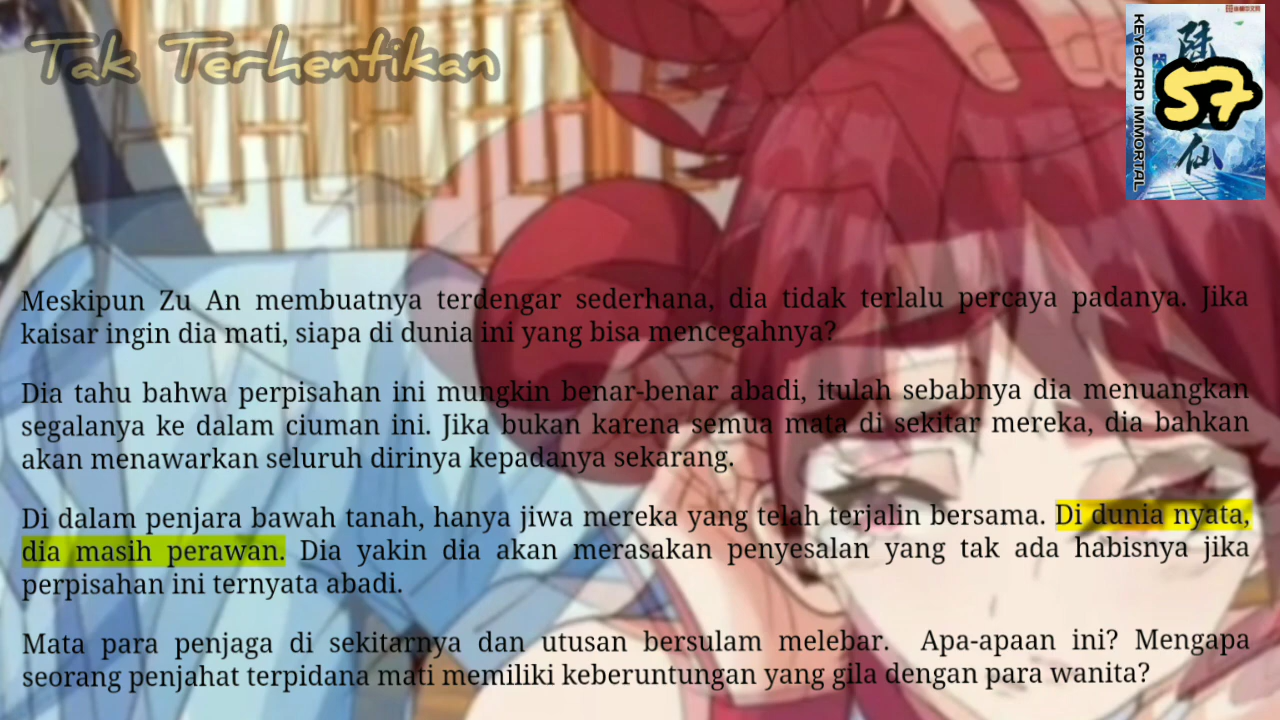 Tak Terhentikan
KEYBOARD IMMORTAL
陆
仙
57
Meskipun Zu An membuatnya terdengar sederhana, dia tidak terlalu percaya padanya. Jika
kaisar ingin dia mati, siapa di dunia ini yang bisa mencegahnya?
Dia tahu bahwa perpisahan ini mungkin benar-benar abadi, itulah sebabnya dia menuangkan
segalanya ke dalam ciuman ini. Jika bukan karena semua mata di sekitar mereka, dia bahkan
akan menawarkan seluruh dirinya kepadanya sekarang.
Di dalam penjara bawah tanah, hanya jiwa mereka yang telah terjalin bersama. Di dunia nyata,
dia masih perawan. Dia yakin dia akan merasakan penyesalan yang tak ada habisnya jika
perpisahan ini ternyata abadi.
Mata para penjaga di sekitarnya dan utusan bersulam melebar. Apa-apaan ini? Mengapa
seorang penjahat terpidana mati memiliki keberuntungan yang gila dengan para wanita?